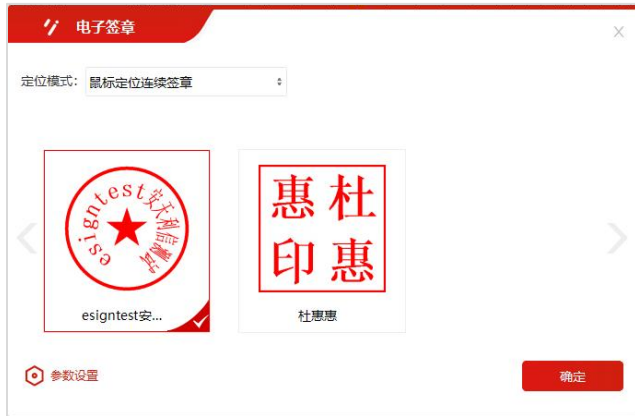 电子签章
X
定位模式： 鼠标定位连续签章
esigntest安天利信测试
惠 杜
印 惠
esigntest安...
杜惠惠
参数设置
确定